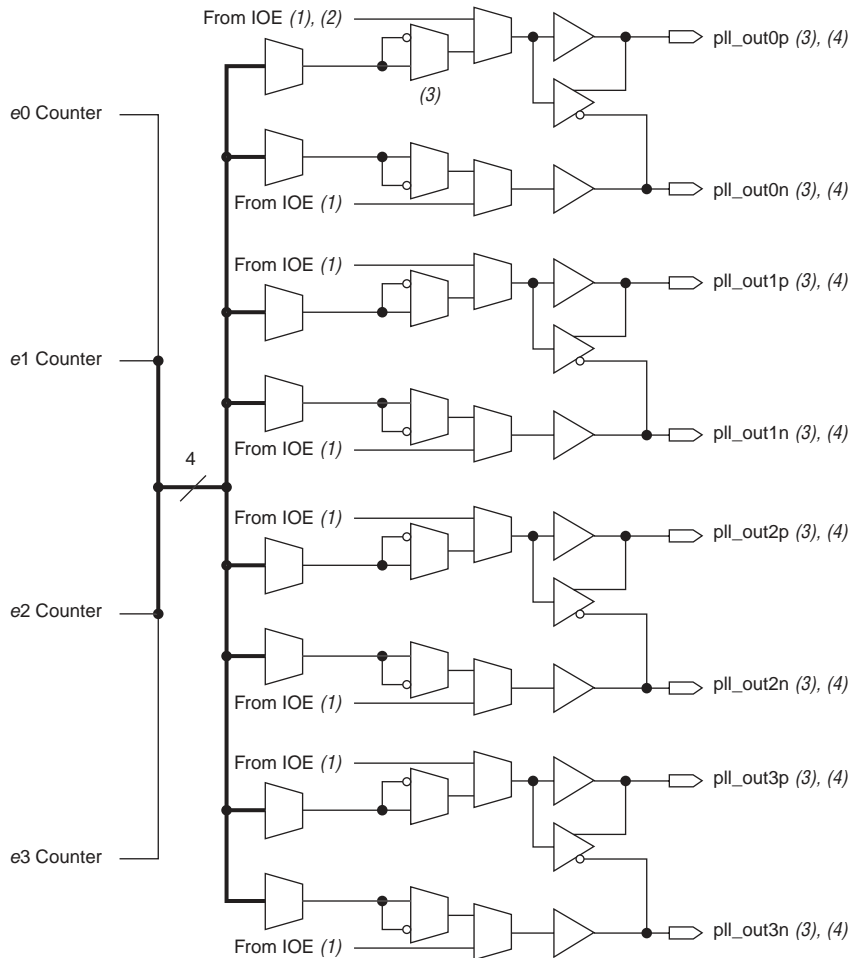 From IOE (1), (2)
pll_out0p (3), (4)
(3)
e0 Counter
pll_out0n (3), (4)
From IOE (1)
From IOE (1)
pll_out1p (3), (4)
e1 Counter
pll_out1n (3), (4)
From IOE (1)
4
From IOE (1)
pll_out2p (3), (4)
e2 Counter
pll_out2n (3), (4)
From IOE (1)
From IOE (1)
pll_out3p (3), (4)
e3 Counter
pll_out3n (3), (4)
From IOE (1)